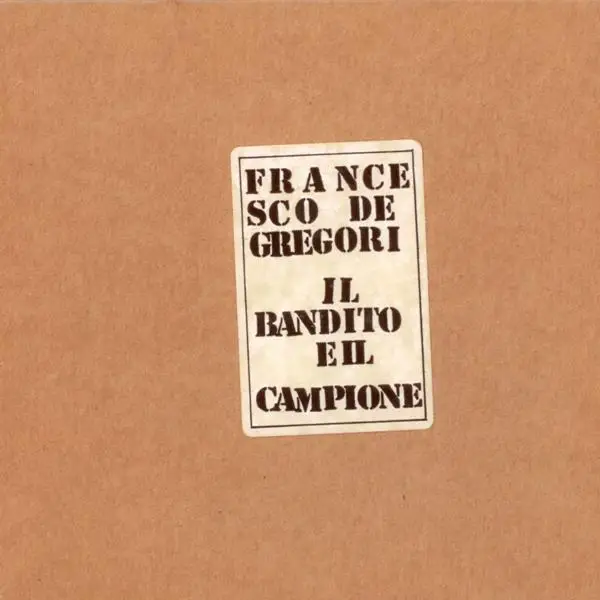 FRANCE
SCO DE
GREGORI
IL
BANDITO
E IL
CAMPIONE